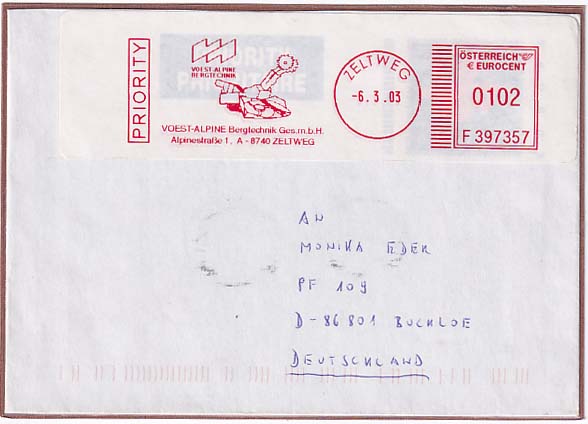 PRIORITY
VOEST-ALPINE
BERGTECHNIK
PRIORITY
VOEST-ALPINE Bergtechnik Ges.m.b.H.
Alpinestraße 1, A - 8740 ZELTWEG
ZELTWEG
-6. 3 .03
ÖSTERREICH
€ EUROCENT
0102
F 397357
AN
MONIKA EDER
PF 109
D-86801 BUCHLOE
DEUTSCHLAND